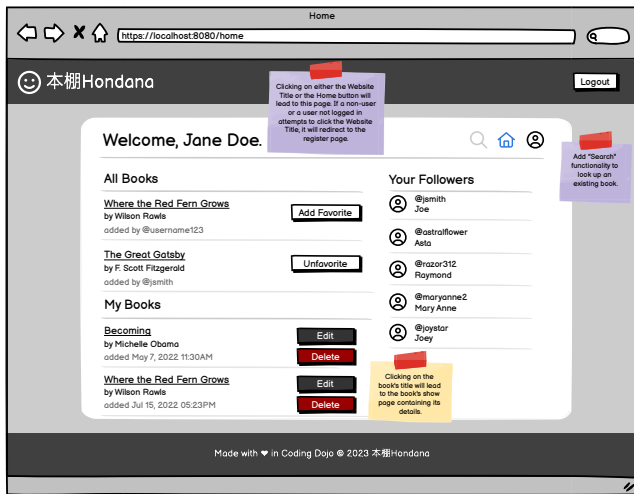 Home
https://localhost:8080/home
本棚Hondana
Logout
Clicking on either the Website
Title or the Home button will
lead to this page. If a non-user
or a user not logged in
attempts to click the Website
Title, it will redirect to the
register page.
Welcome, Jane Doe.
Add "Search"
functionality to
look up an
existing book.
All Books
Where the Red Fern Grows
by Wilson Rawls
added by @username123
Add Favorite
The Great Gatsby
by F. Scott Fitzgerald
added by @jsmith
Unfavorite
My Books
Becoming
by Michelle Obama
added May 7, 2022 11:30AM
Edit
Delete
Where the Red Fern Grows
by Wilson Rawls
added Jul 15, 2022 05:23PM
Edit
Delete
Your Followers
@jsmith
Joe
@astralflower
Asta
@razor312
Raymond
@maryanne2
Mary Anne
@joystar
Joey
Clicking on the
book's title will lead
to the book's show
page containing its
details.
Made with ❤ in Coding Dojo © 2023 本棚Hondana